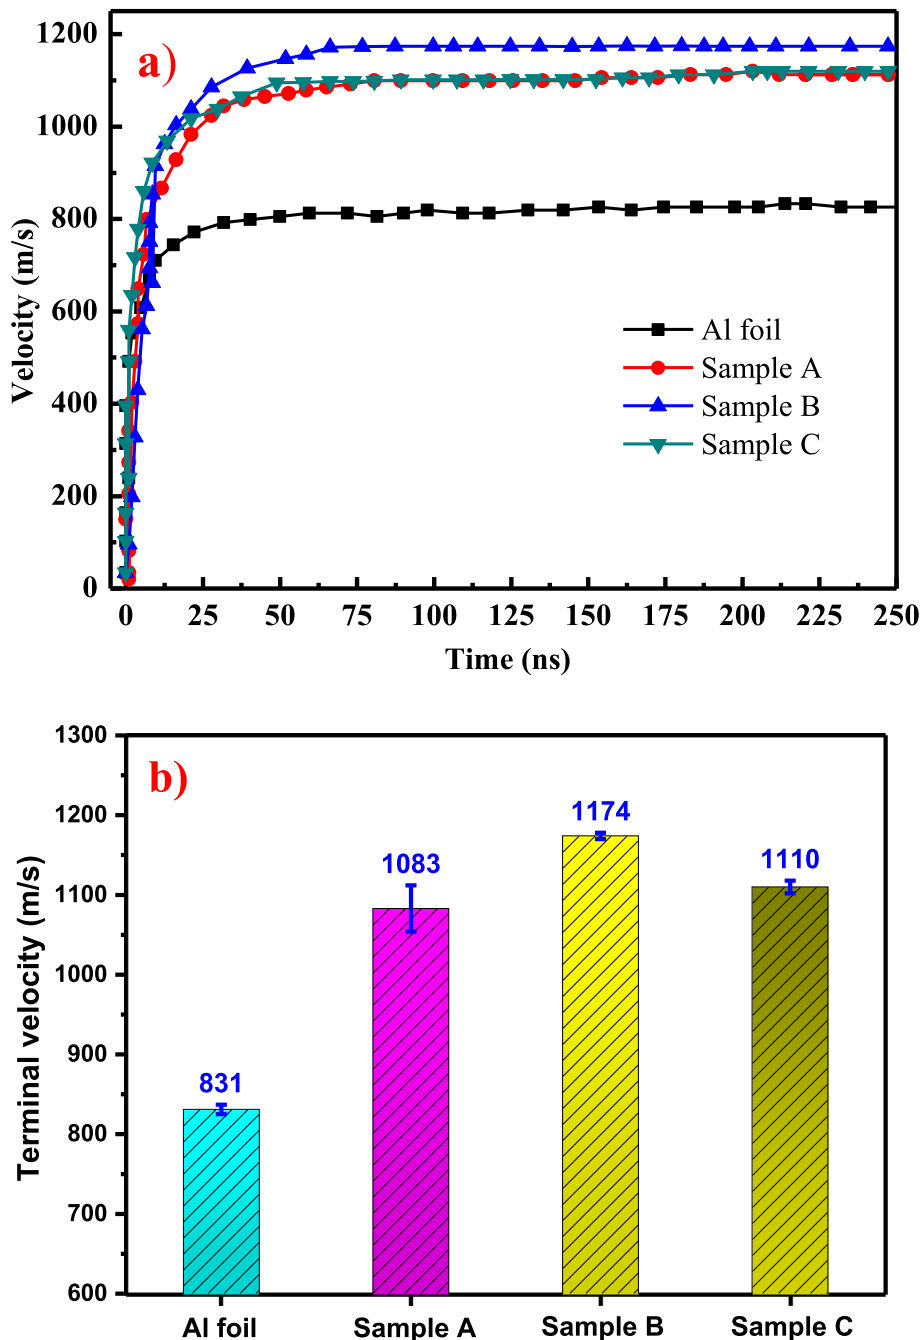 a)
1200
1000
800
600
400
200
0
Velocity (m/s)
Al foil
Sample A
Sample B
Sample C
0 25 50 75 100 125 150 175 200 225 250
Time (ns)
b)
1300
1200
1100
1000
900
800
700
600
Terminal velocity (m/s)
831
1083
1174
1110
Al foil Sample A Sample B Sample C